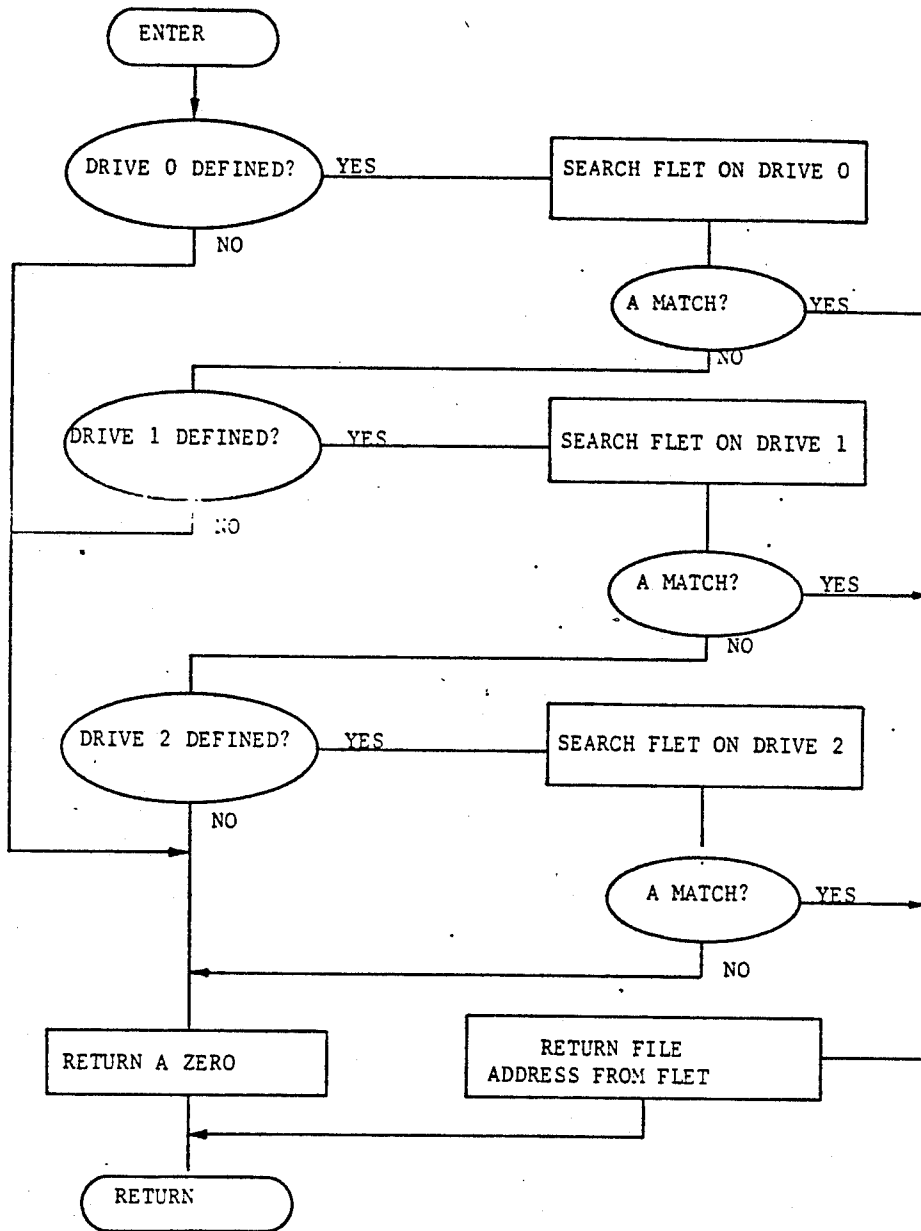 ENTER
DRIVE 0 DEFINED?
YES
SEARCH FLET ON DRIVE 0
NO
A MATCH?
YES
NO
DRIVE 1 DEFINED?
YES
SEARCH FLET ON DRIVE 1
NO
A MATCH?
YES
NO
DRIVE 2 DEFINED?
YES
SEARCH FLET ON DRIVE 2
NO
A MATCH?
YES
NO
RETURN A ZERO
RETURN FILE
ADDRESS FROM FLET
RETURN